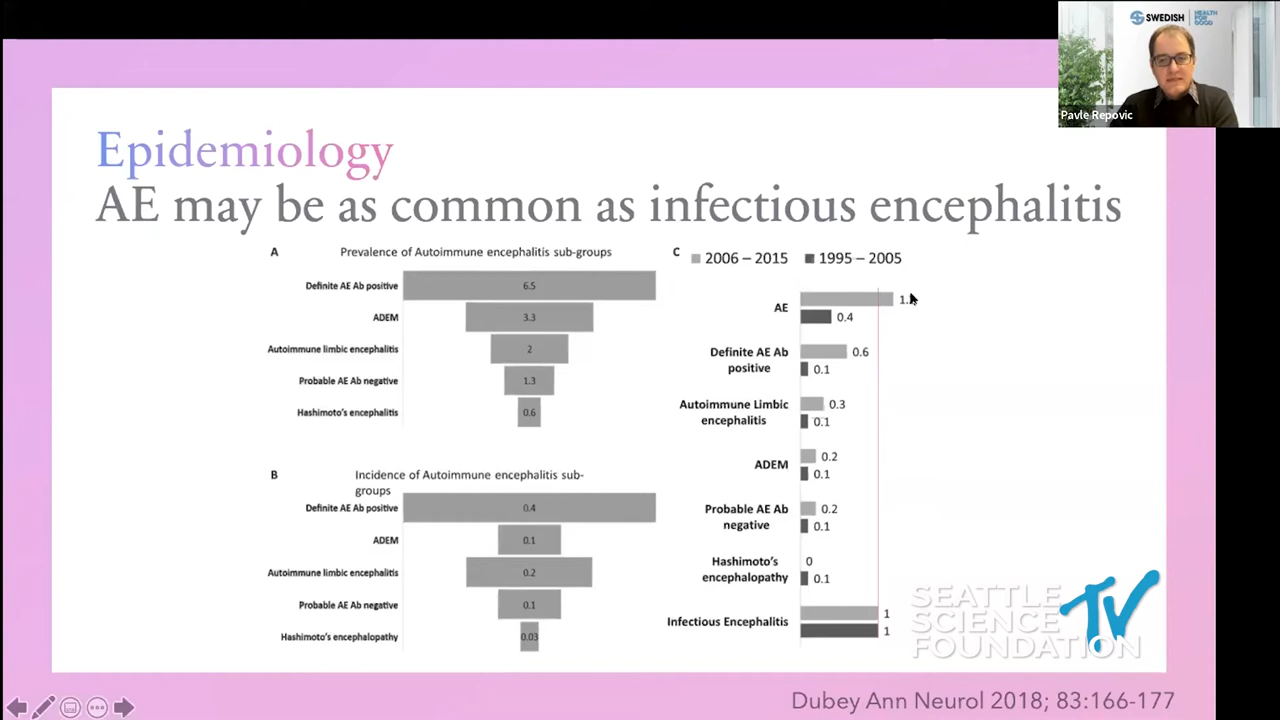 SWEDISH
HEALTH
FOR
GOOD
Pavle Repovic
Epidemiology
AE may be as common as infectious encephalitis
A
Prevalence of Autoimmune encephalitis sub-groups
Definite AE Ab positive
6.5
ADEM
3.3
Autoimmune limbic encephalitis
2
Probable AE Ab negative
1.3
Hashimoto's encephalitis
0.6
B
Incidence of Autoimmune encephalitis sub-
groups
Definite AE Ab positive
0.4
ADEM
0.1
Autoimmune limbic encephalitis
0.2
Probable AE Ab negative
0.1
Hashimoto's encephalopathy
0.03
C
2006 – 2015
1995 – 2005
AE
0.4
Definite AE Ab
positive
0.6
0.1
Autoimmune Limbic
encephalitis
0.3
0.1
ADEM
0.2
0.1
Probable AE Ab
negative
0.2
0.1
Hashimoto's
encephalopathy
0
0.1
Infectious Encephalitis
1
1
SEATTLE
SCIENCE
FOUNDATION
TV
Dubey Ann Neurol 2018; 83:166-177